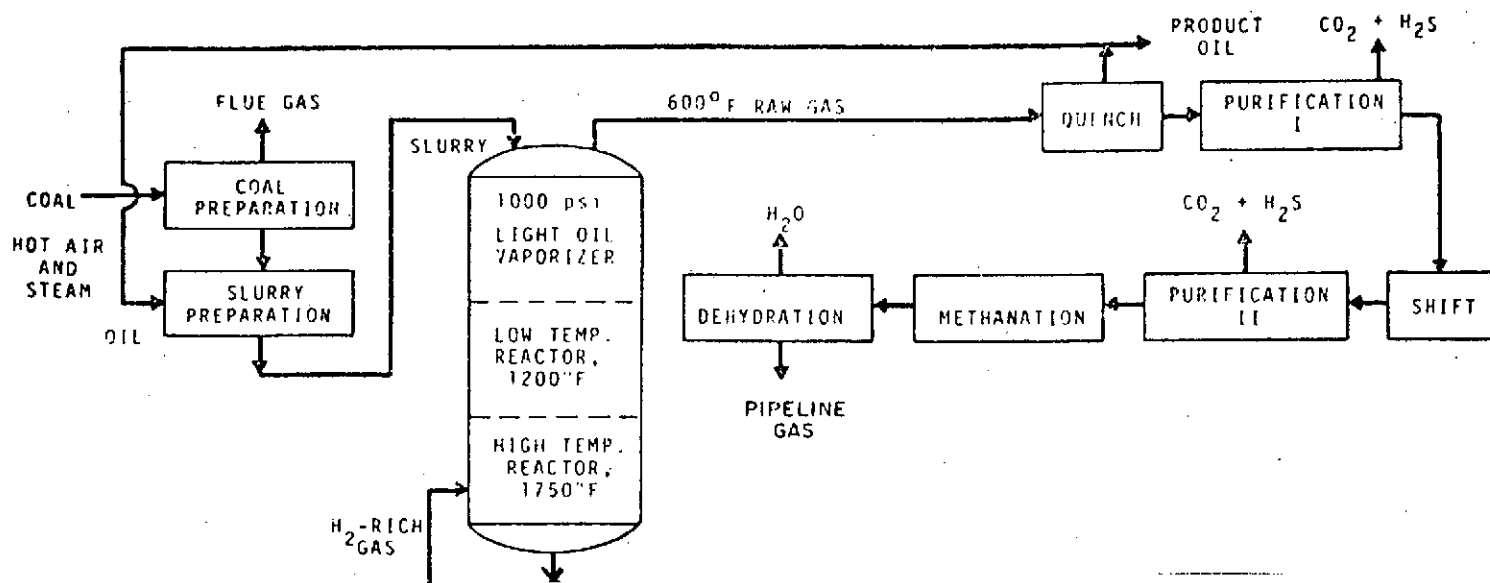 PRODUCT
OIL
CO2 + H2S
FLUE GAS
600°F RAW GAS
QUENCH
PURIFICATION
I
SLURRY
COAL
COAL
PREPARATION
HOT AIR
AND
STEAM
SLURRY
PREPARATION
OIL
1000 psi
LIGHT OIL
VAPORIZER
LOW TEMP.
REACTOR,
1200°F
HIGH TEMP.
REACTOR,
1750°F
H2-RICH
GAS
H2O
CO2 + H2S
DEHYDRATION
METHANATION
PURIFICATION
II
SHIFT
PIPELINE
GAS